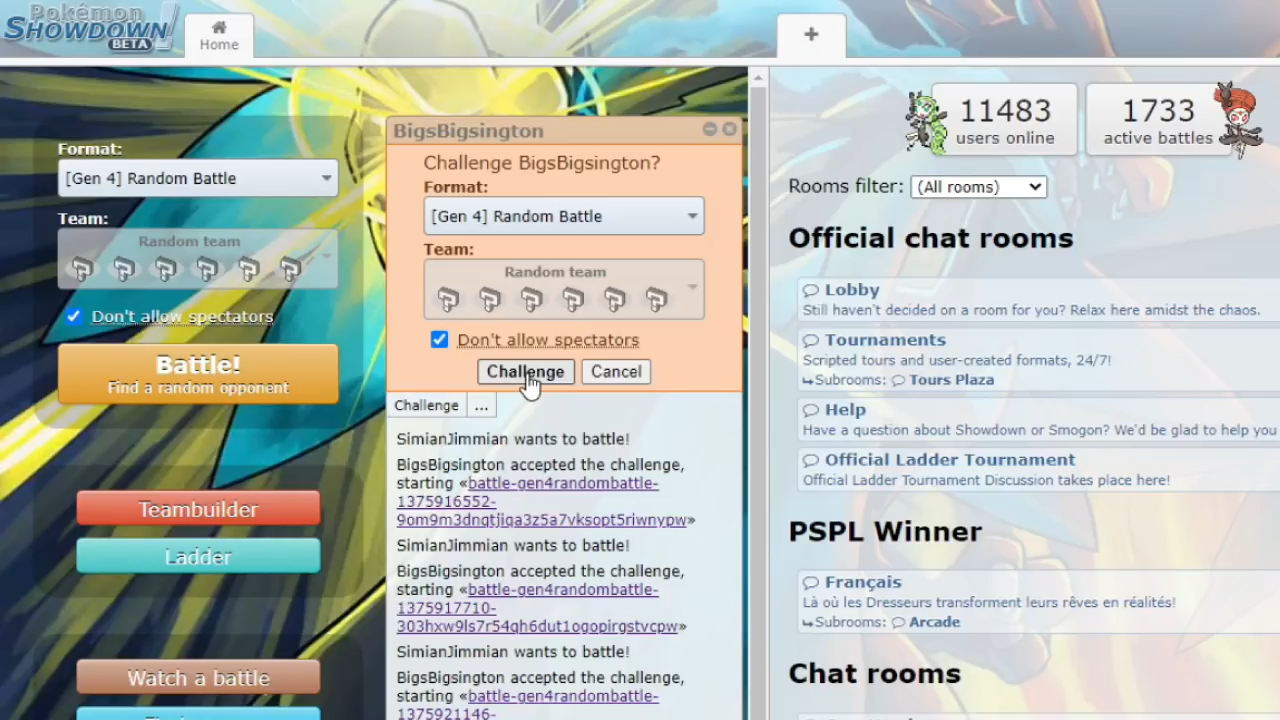 Pokémon
SHOWDOWN!
BETA
Home
+
Format:
[Gen 4] Random Battle
Team:
Random team
Don't allow spectators
Battle!
Find a random opponent
Teambuilder
Ladder
Watch a battle
BigsBigsington
Challenge BigsBigsington?
Format:
[Gen 4] Random Battle
Team:
Random team
Don't allow spectators
Challenge
Cancel
Challenge
...
SimianJimmian wants to battle!
BigsBigsington accepted the challenge,
starting «battle-gen4randombattle-
1375916552-
9om9m3dnqtjiqa3z5a7vksopt5riwnypw»
SimianJimmian wants to battle!
BigsBigsington accepted the challenge,
starting «battle-gen4randombattle-
1375917710-
303hxw9ls7r54qh6dut1ogopirgstvcpw»
SimianJimmian wants to battle!
BigsBigsington accepted the challenge,
starting «battle-gen4randombattle-
1375921146-
11483
users online
1733
active battles
Rooms filter: (All rooms)
Official chat rooms
Lobby
Still haven't decided on a room for you? Relax here amidst the chaos.
Tournaments
Scripted tours and user-created formats, 24/7!
↳Subrooms: Tours Plaza
Help
Have a question about Showdown or Smogon? We'd be glad to help you
Official Ladder Tournament
Official Ladder Tournament Discussion takes place here!
PSPL Winner
Français
Là où les Dresseurs transforment leurs rêves en réalités!
↳Subrooms: Arcade
Chat rooms